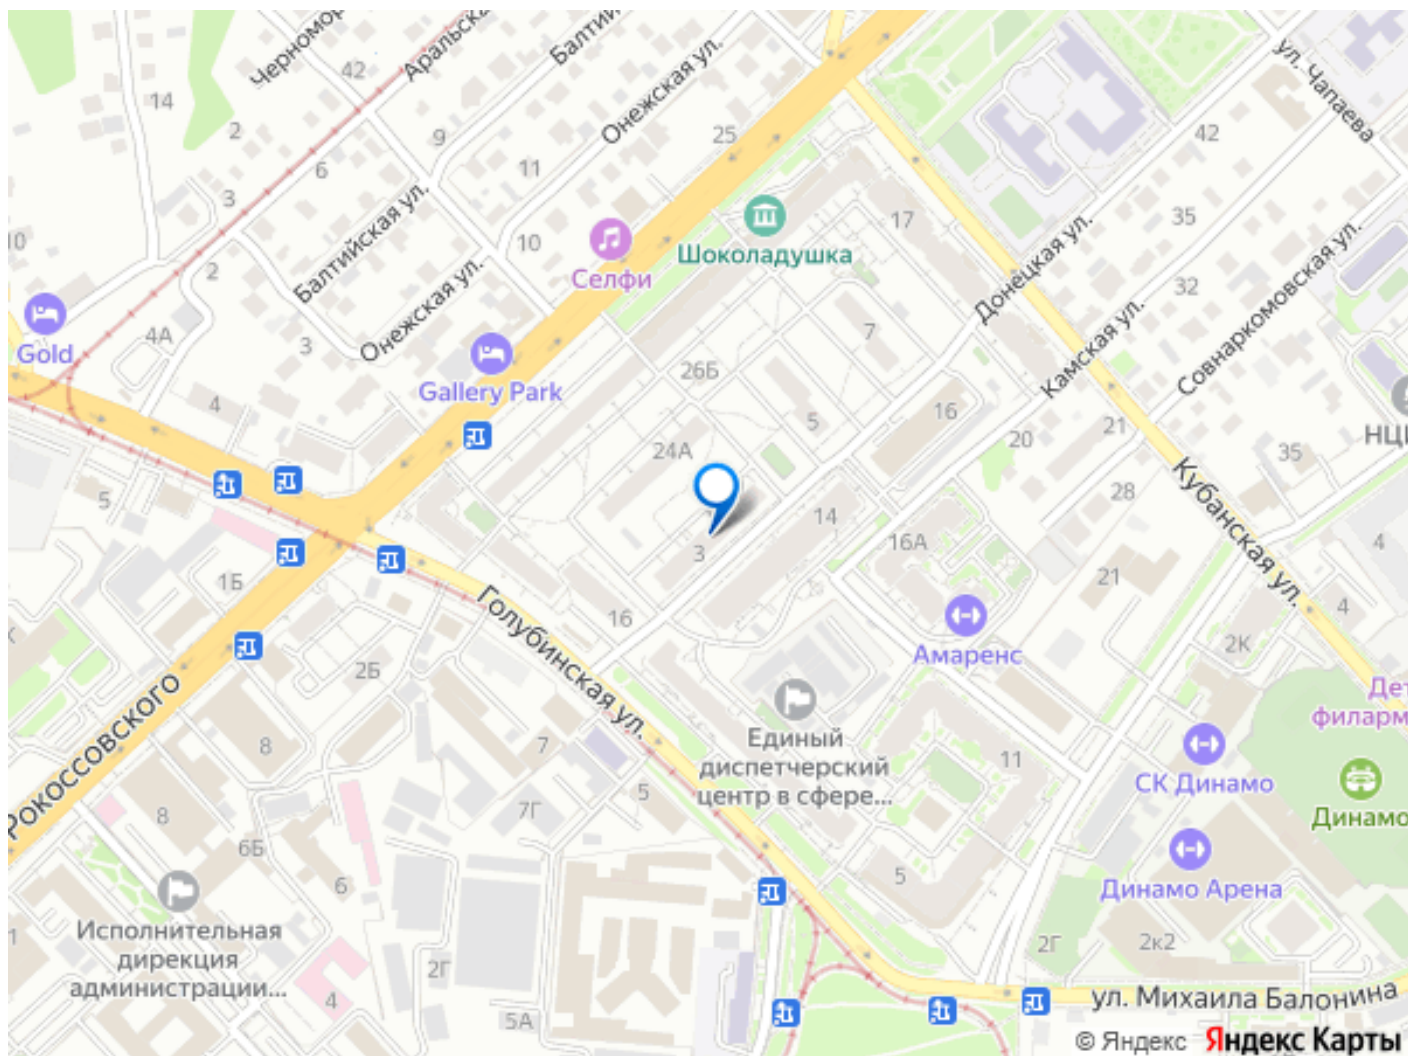 Черномор
Аральска
Балтий
Онежская ул.
42
14
2
9
6
11
25
3
10
Балтийская ул.
10
2
Онежская ул.
Селфи
Шоколадушка
17
ул. Чапаева
42
35
32
Донецкая ул.
Камская ул.
Совнаркомовская ул.
Gold
4А
3
Gallery Park
4
26Б
7
5
16
20
21
35
НЦ
24А
28
Кубанская ул.
5
14
16А
3
4
1Б
21
16
4
Голубинская ул.
2К
Амаренс
2Б
Рокоссовского
8
7
Единый
диспетчерский
центр в сфере...
11
Дет
филарм
СК Динамо
Динамо
5
7Г
8
6Б
6
Динамо Арена
5
Исполнительная
дирекция
администрации...
1
2Г
2Г
2к2
4
5А
ул. Михаила Балонина
© Яндекс Яндекс Карты